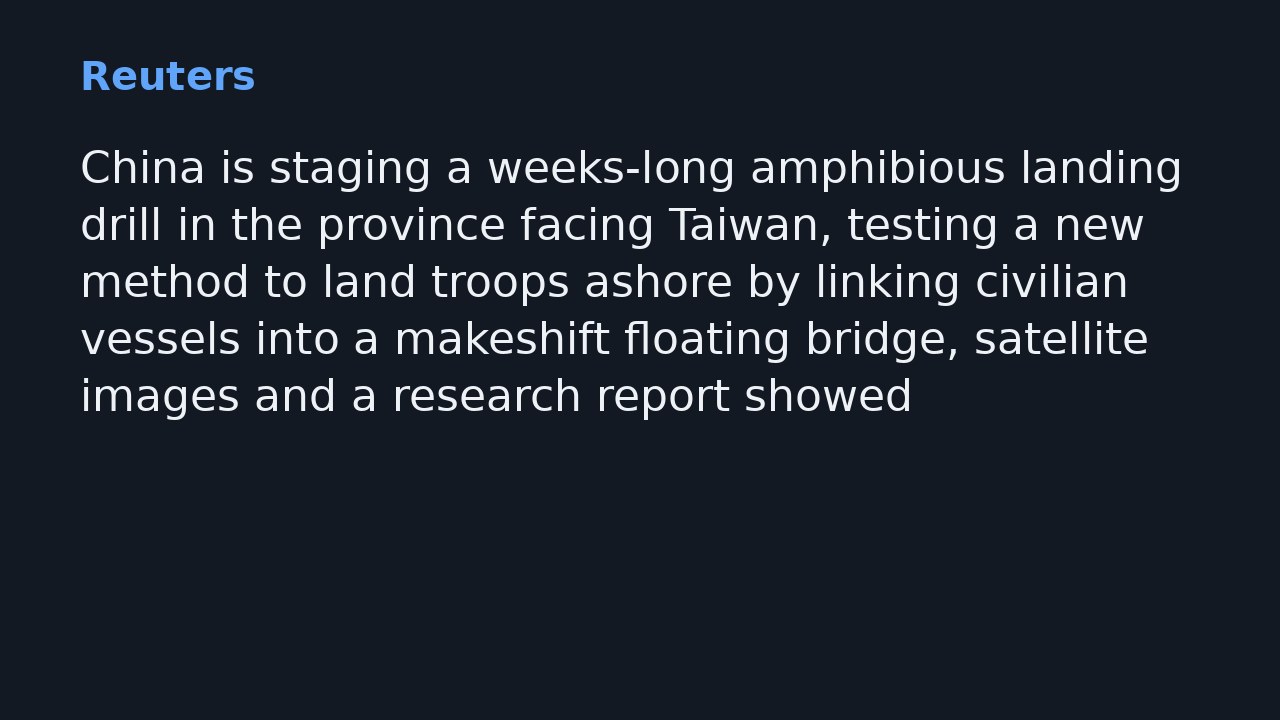 Reuters
China is staging a weeks-long amphibious landing
drill in the province facing Taiwan, testing a new
method to land troops ashore by linking civilian
vessels into a makeshift floating bridge, satellite
images and a research report showed